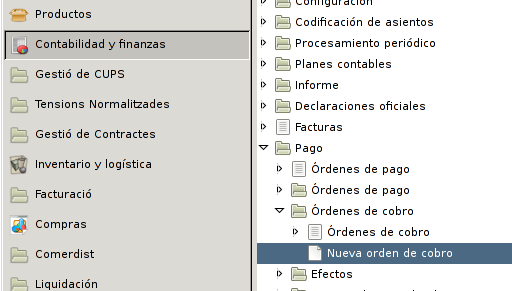 Productos
Contabilidad y finanzas
Gestió de CUPS
Tensions Normalitzades
Gestió de Contractes
Inventario y logística
Facturació
Compras
Comerdist
Liquidación
Configuración
Codificación de asientos
Procesamiento periódico
Planes contables
Informe
Declaraciones oficiales
Facturas
Pago
Órdenes de pago
Órdenes de pago
Órdenes de cobro
Órdenes de cobro
Nueva orden de cobro
Efectos